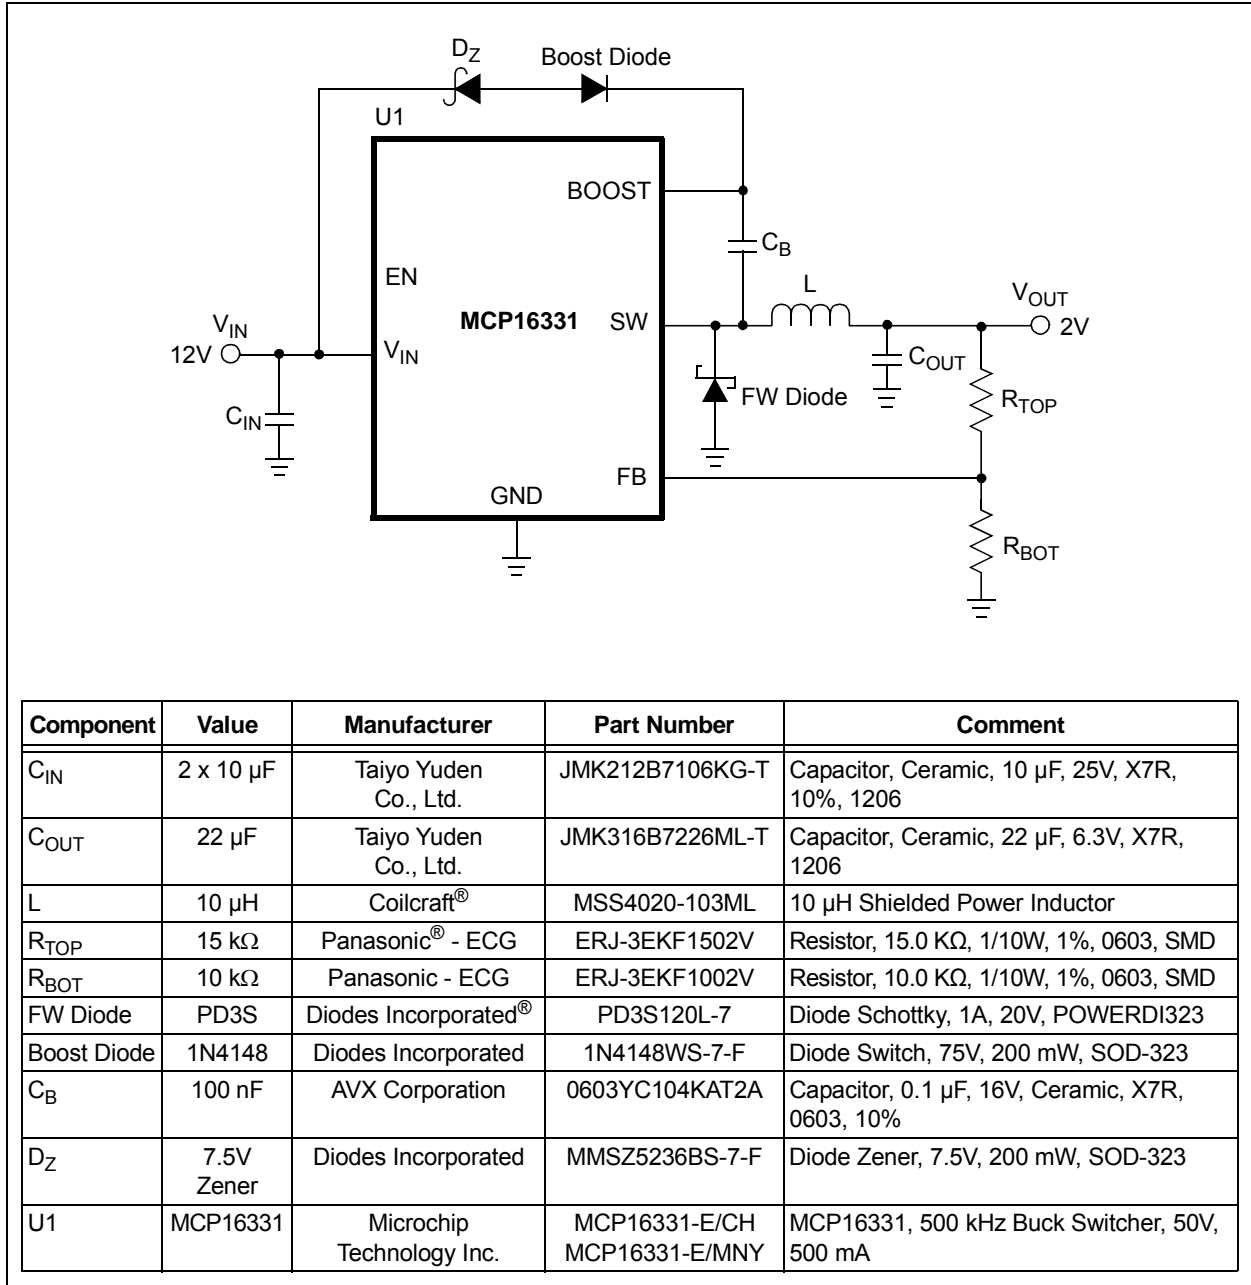 D_Z
Boost Diode
U1
BOOST
C_B
EN
L
V_OUT
V_IN
MCP16331
SW
2V
12V
V_IN
C_OUT
FW Diode
R_TOP
C_IN
FB
GND
R_BOT
Component Value Manufacturer Part Number Comment
C_IN 2 x 10 µF Taiyo Yuden JMK212B7106KG-T Capacitor, Ceramic, 10 µF, 25V, X7R,
Co., Ltd. 10%, 1206
C_OUT 22 µF Taiyo Yuden JMK316B7226ML-T Capacitor, Ceramic, 22 µF, 6.3V, X7R,
Co., Ltd. 1206
L 10 µH Coilcraft® MSS4020-103ML 10 µH Shielded Power Inductor
R_TOP 15 kΩ Panasonic® - ECG ERJ-3EKF1502V Resistor, 15.0 KΩ, 1/10W, 1%, 0603, SMD
R_BOT 10 kΩ Panasonic - ECG ERJ-3EKF1002V Resistor, 10.0 KΩ, 1/10W, 1%, 0603, SMD
FW Diode PD3S Diodes Incorporated® PD3S120L-7 Diode Schottky, 1A, 20V, POWERDI323
Boost Diode 1N4148 Diodes Incorporated 1N4148WS-7-F Diode Switch, 75V, 200 mW, SOD-323
C_B 100 nF AVX Corporation 0603YC104KAT2A Capacitor, 0.1 µF, 16V, Ceramic, X7R,
0603, 10%
D_Z 7.5V Diodes Incorporated MMSZ5236BS-7-F Diode Zener, 7.5V, 200 mW, SOD-323
Zener
U1 MCP16331 Microchip MCP16331-E/CH MCP16331, 500 kHz Buck Switcher, 50V,
Technology Inc. MCP16331-E/MNY 500 mA